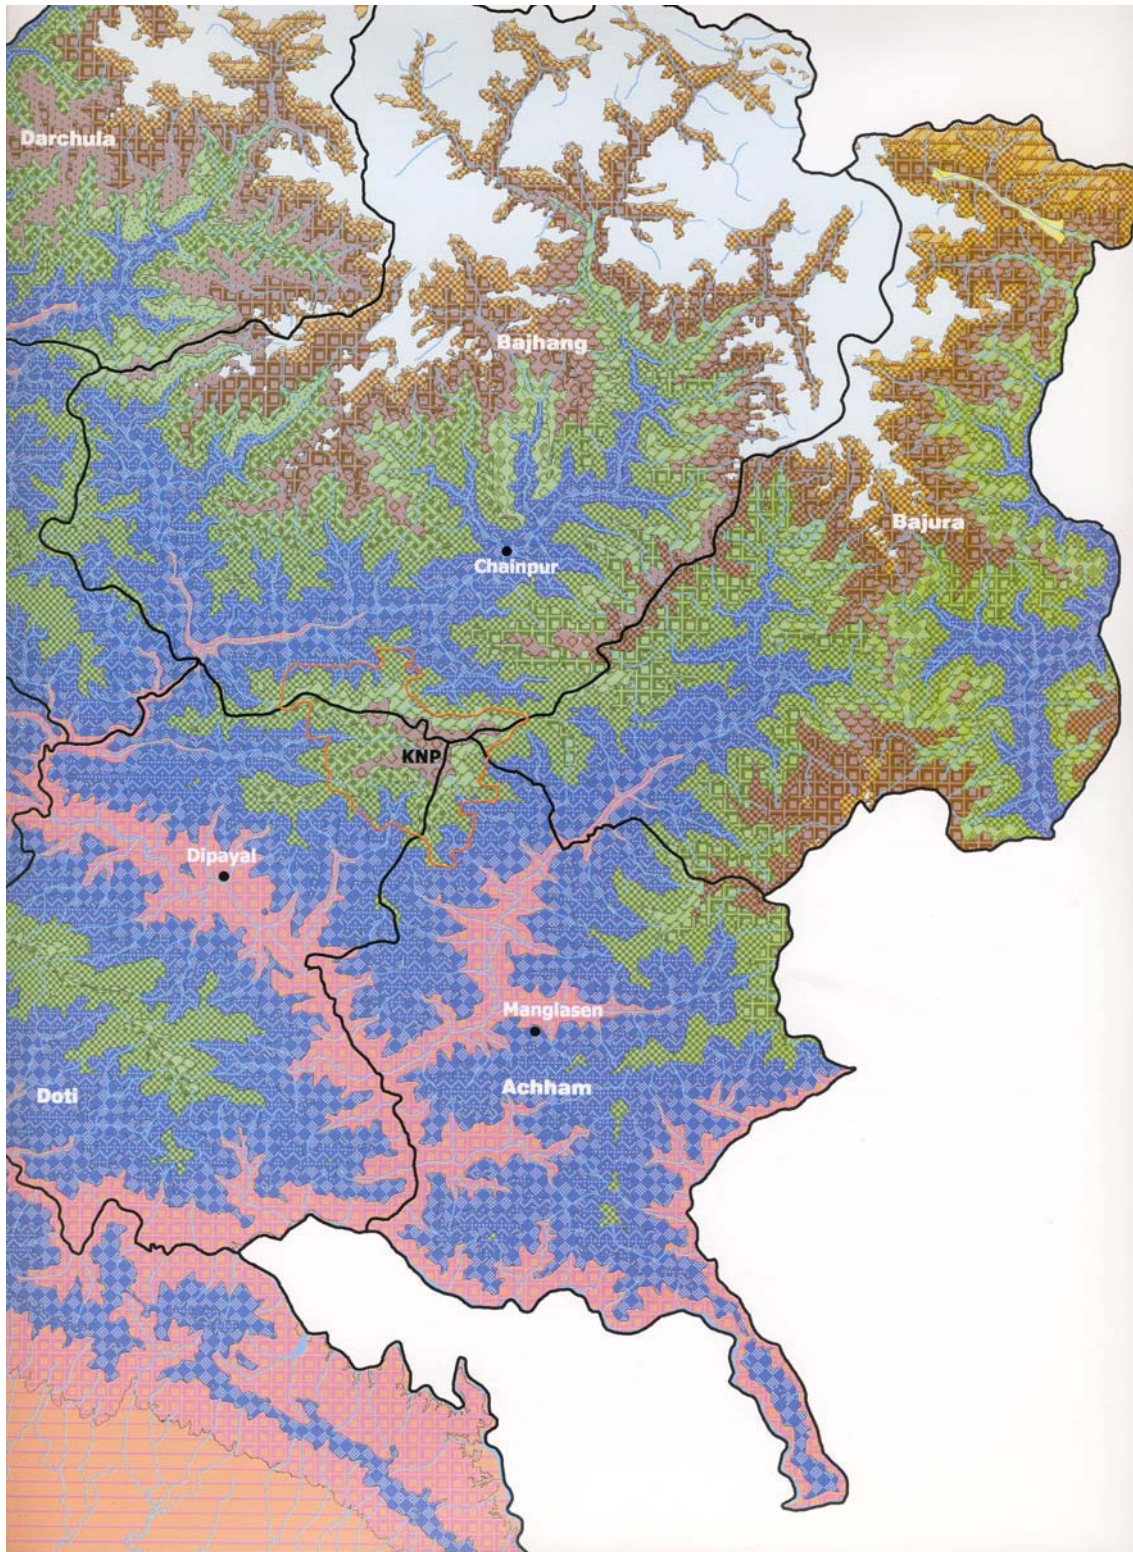 Darchula
Bajhang
Bajura
Chainpur
KNP
Dipayal
Manglasen
Achham
Doti